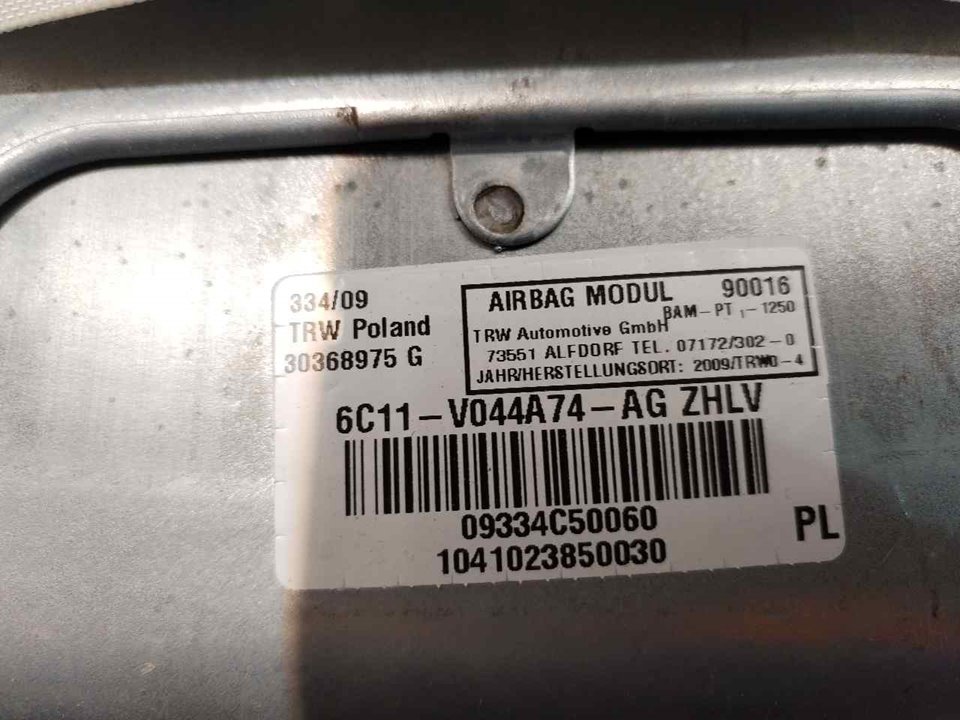 334/09
TRW Poland
30368975 G
AIRBAG MODUL 90016
BAM-PT 1-1250
TRW Automotive GmbH
73551 ALFDORF TEL. 07172/302-0
JAHR/HERSTELLUNGSORT: 2009/TRWO-4
6C11-V044A74-AG ZHLV
09334C50060
1041023850030
PL